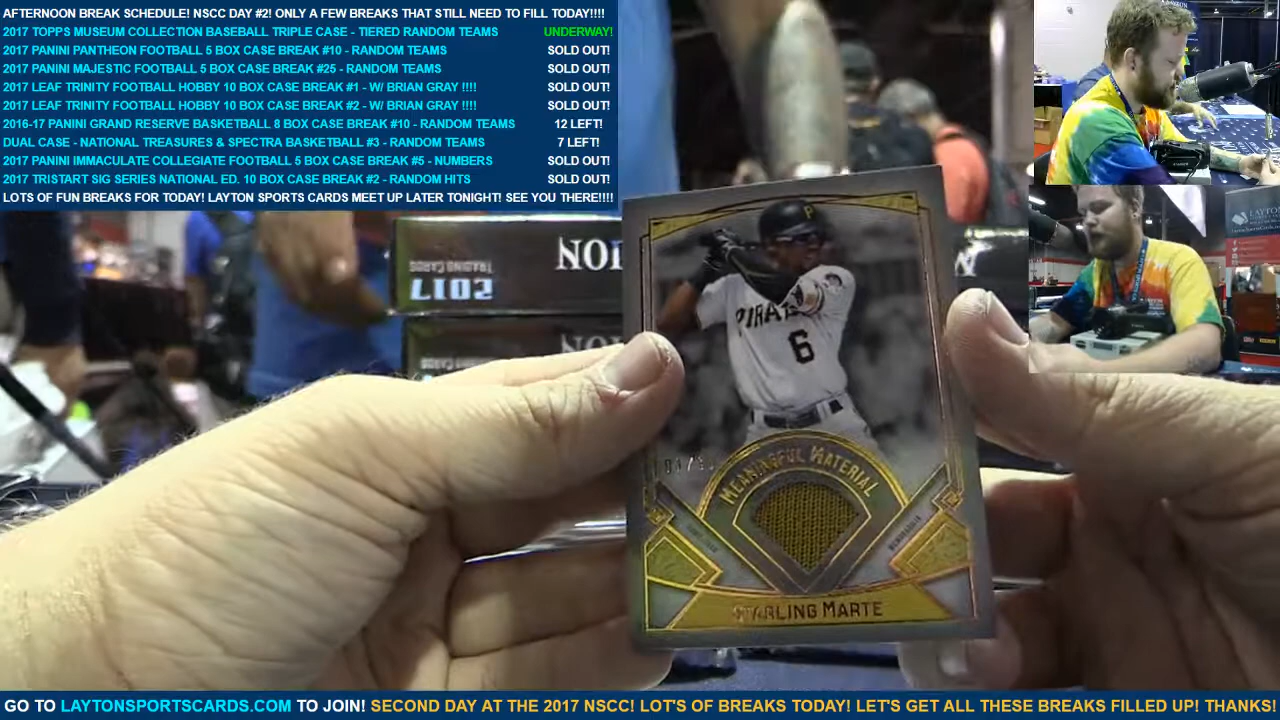 AFTERNOON BREAK SCHEDULE! NSCC DAY #2! ONLY A FEW BREAKS THAT STILL NEED TO FILL TODAY!!!!
2017 TOPPS MUSEUM COLLECTION BASEBALL TRIPLE CASE - TIERED RANDOM TEAMS UNDERWAY!
2017 PANINI PANTHEON FOOTBALL 5 BOX CASE BREAK #10 - RANDOM TEAMS SOLD OUT!
2017 PANINI MAJESTIC FOOTBALL 5 BOX CASE BREAK #25 - RANDOM TEAMS SOLD OUT!
2017 LEAF TRINITY FOOTBALL HOBBY 10 BOX CASE BREAK #1 - W/ BRIAN GRAY !!!! SOLD OUT!
2017 LEAF TRINITY FOOTBALL HOBBY 10 BOX CASE BREAK #2 - W/ BRIAN GRAY !!!! SOLD OUT!
2016-17 PANINI GRAND RESERVE BASKETBALL 8 BOX CASE BREAK #10 - RANDOM TEAMS 12 LEFT!
DUAL CASE - NATIONAL TREASURES & SPECTRA BASKETBALL #3 - RANDOM TEAMS 7 LEFT!
2017 PANINI IMMACULATE COLLEGIATE FOOTBALL 5 BOX CASE BREAK #5 - NUMBERS SOLD OUT!
2017 TRISTART SIG SERIES NATIONAL ED. 10 BOX CASE BREAK #2 - RANDOM HITS SOLD OUT!
LOTS OF FUN BREAKS FOR TODAY! LAYTON SPORTS CARDS MEET UP LATER TONIGHT! SEE YOU THERE!!!!
TRADING CARDS
2017
P
PIRATES
6
MEANINGFUL MATERIAL
STARLING MARTE
LAYTON
GO TO LAYTONSPORTSCARDS.COM TO JOIN! SECOND DAY AT THE 2017 NSCC! LOT'S OF BREAKS TODAY! LET'S GET ALL THESE BREAKS FILLED UP! THANKS!